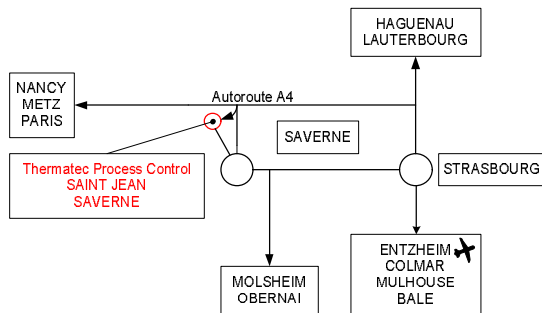 HAGUENAU
LAUTERBOURG
NANCY
METZ
PARIS
Autoroute A4
SAVERNE
Thermatec Process Control
SAINT JEAN
SAVERNE
STRASBOURG
MOLSHEIM
OBERNAI
ENTZHEIM
COLMAR
MULHOUSE
BALE